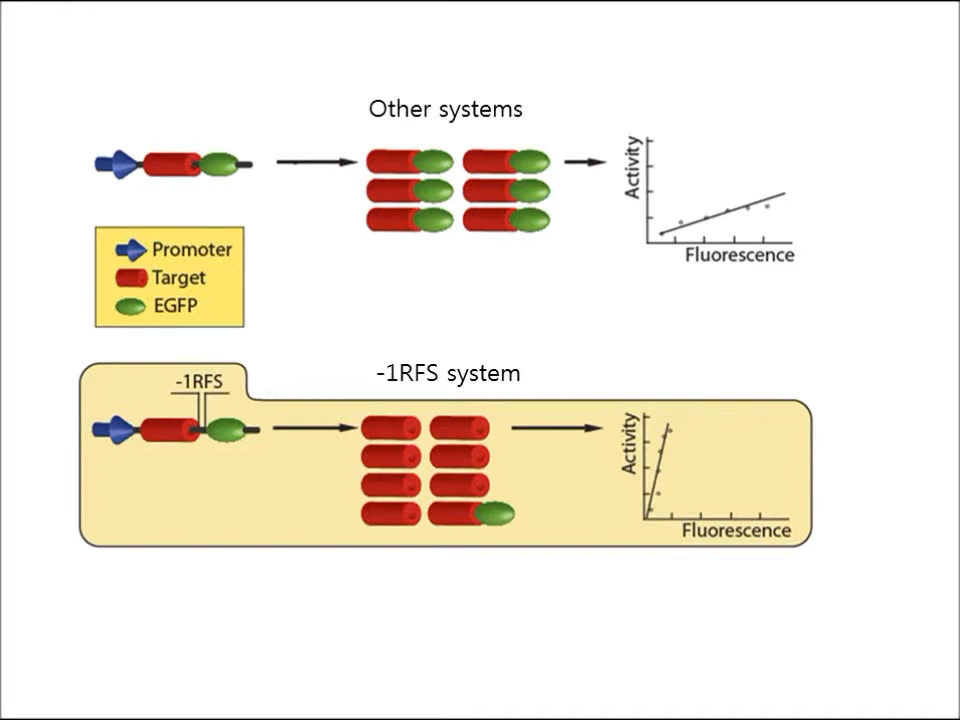 Other systems
Activity
Fluorescence
Promoter
Target
EGFP
-1RFS system
-1RFS
Activity
Fluorescence